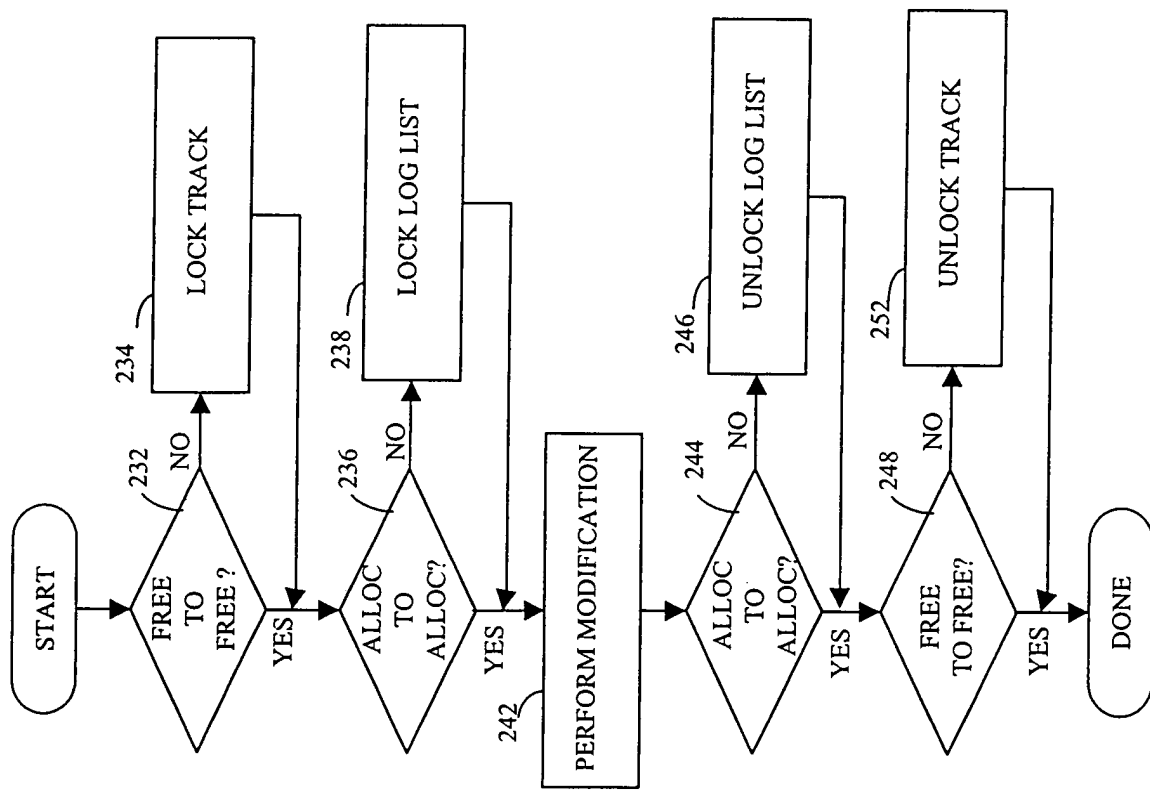 START
232
FREE
TO
FREE ?
NO
YES
234
LOCK TRACK
236
ALLOC
TO
ALLOC?
NO
YES
238
LOCK LOG LIST
242
PERFORM MODIFICATION
244
ALLOC
TO
ALLOC?
NO
YES
246
UNLOCK LOG LIST
248
FREE
TO FREE?
NO
YES
252
UNLOCK TRACK
DONE